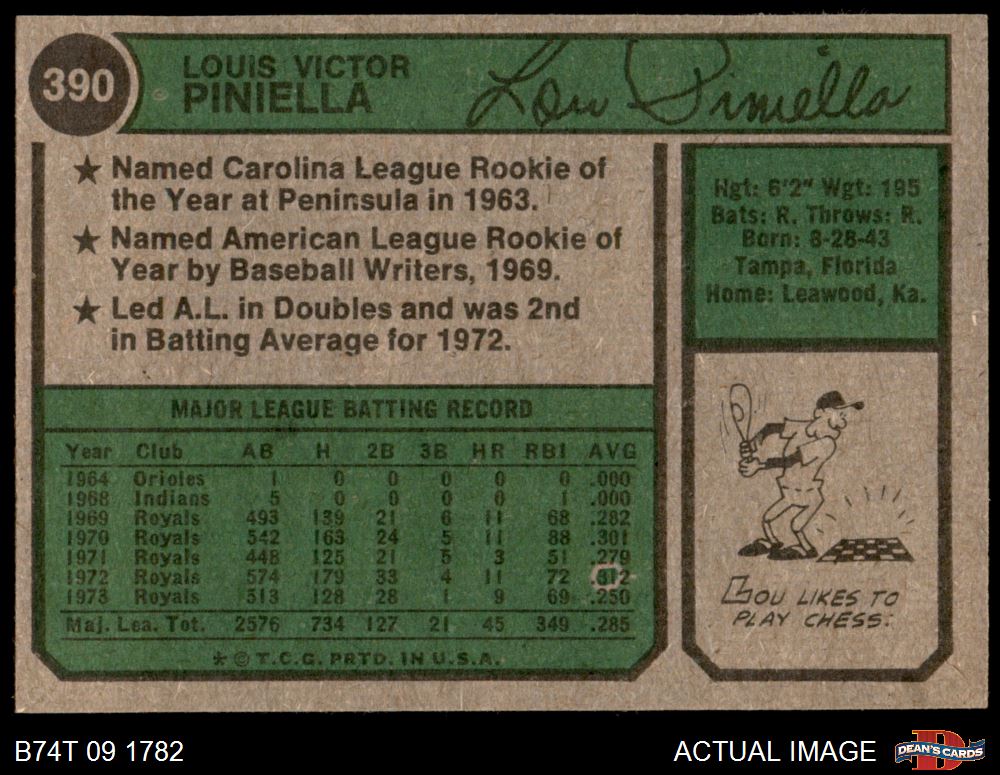 390
LOUIS VICTOR
PINIELLA
Lou Piniella
★ Named Carolina League Rookie of
the Year at Peninsula in 1963.
★ Named American League Rookie of
Year by Baseball Writers, 1969.
★ Led A.L. in Doubles and was 2nd
in Batting Average for 1972.
Hgt: 6'2" Wgt: 195
Bats: R. Throws: R.
Born: 8-28-43
Tampa, Florida
Home: Leawood, Ka.
MAJOR LEAGUE BATTING RECORD
Year Club AB H 2B 3B HR RBI AVG
1964 Orioles 1 0 0 0 0 0 .000
1968 Indians 5 0 0 0 0 1 .000
1969 Royals 493 139 21 6 11 68 .282
1970 Royals 542 163 24 5 11 88 .301
1971 Royals 448 125 21 5 3 51 .279
1972 Royals 574 179 33 4 11 72 .312
1973 Royals 513 128 28 1 9 69 .250
Maj. Lea. Tot. 2576 734 127 21 45 349 .285
* © T.C.G. PRTD. IN U.S.A.
LOU LIKES TO
PLAY CHESS.
B74T 09 1782
ACTUAL IMAGE
DEAN'S CARDS